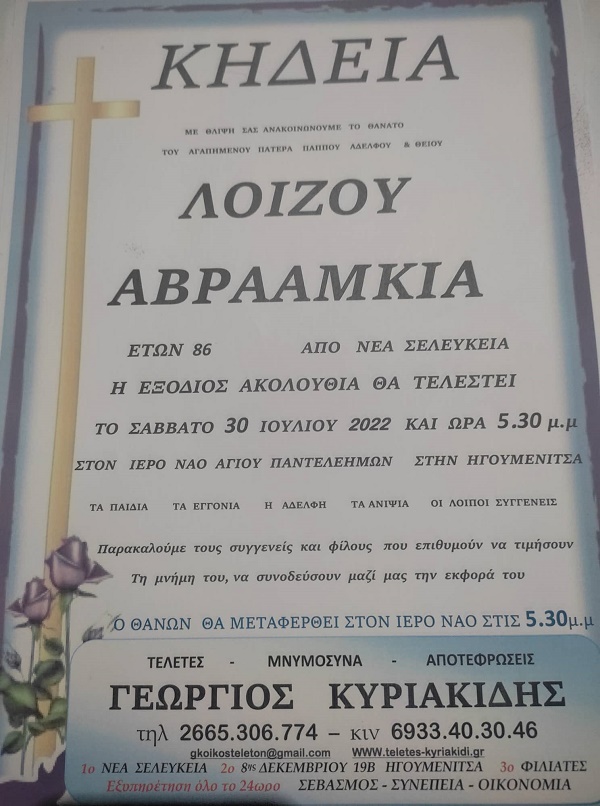 ΚΗΔΕΙΑ
ΜΕ ΘΛΙΨΗ ΣΑΣ ΑΝΑΚΟΙΝΩΝΟΥΜΕ ΤΟ ΘΑΝΑΤΟ
ΤΟΥ ΑΓΑΠΗΜΕΝΟΥ ΠΑΤΕΡΑ ΠΑΠΠΟΥ ΑΔΕΛΦΟΥ & ΘΕΙΟΥ
ΛΟΙΖΟΥ
ΑΒΡΑΑΜΚΙΑ
ΕΤΩΝ 86 ΑΠΟ ΝΕΑ ΣΕΛΕΥΚΕΙΑ
Η ΕΞΟΔΙΟΣ ΑΚΟΛΟΥΘΙΑ ΘΑ ΤΕΛΕΣΤΕΙ
ΤΟ ΣΑΒΒΑΤΟ 30 ΙΟΥΛΙΟΥ 2022 ΚΑΙ ΩΡΑ 5.30 μ.μ
ΣΤΟΝ ΙΕΡΟ ΝΑΟ ΑΓΙΟΥ ΠΑΝΤΕΛΕΗΜΩΝ ΣΤΗΝ ΗΓΟΥΜΕΝΙΤΣΑ
ΤΑ ΠΑΙΔΙΑ ΤΑ ΕΓΓΟΝΙΑ Η ΑΔΕΛΦΗ ΤΑ ΑΝΙΨΙΑ ΟΙ ΛΟΙΠΟΙ ΣΥΓΓΕΝΕΙΣ
Παρακαλούμε τους συγγενείς και φίλους που επιθυμούν να τιμήσουν
Τη μνήμη του, να συνοδεύσουν μαζί μας την εκφορά του
Ο ΘΑΝΩΝ ΘΑ ΜΕΤΑΦΕΡΘΕΙ ΣΤΟΝ ΙΕΡΟ ΝΑΟ ΣΤΙΣ 5.30μ.μ
ΤΕΛΕΤΕΣ - ΜΝΥΜΟΣΥΝΑ - ΑΠΟΤΕΦΡΩΣΕΙΣ
ΓΕΩΡΓΙΟΣ ΚΥΡΙΑΚΙΔΗΣ
τηλ 2665.306.774 – κιν 6933.40.30.46
gkoikosteleton@gmail.com WWW.teletes-kyriakidi.gr
1ο ΝΕΑ ΣΕΛΕΥΚΕΙΑ 2ο 8ης ΔΕΚΕΜΒΡΙΟΥ 19Β ΗΓΟΥΜΕΝΙΤΣΑ 3ο ΦΙΛΙΑΤΕΣ
Εξυπηρέτηση όλο το 24ωρο ΣΕΒΑΣΜΟΣ - ΣΥΝΕΠΕΙΑ - ΟΙΚΟΝΟΜΙΑ